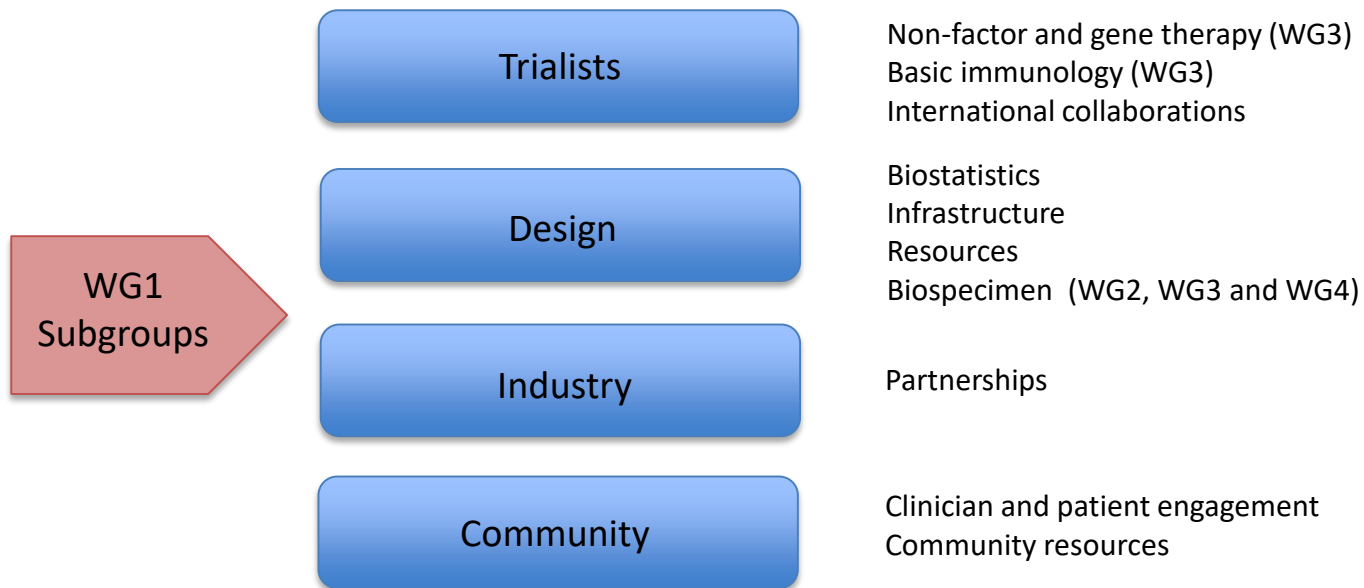 WG1
Subgroups
Trialists
Non-factor and gene therapy (WG3)
Basic immunology (WG3)
International collaborations
Design
Biostatistics
Infrastructure
Resources
Biospecimen  (WG2, WG3 and WG4)
Industry
Partnerships
Community
Clinician and patient engagement
Community resources